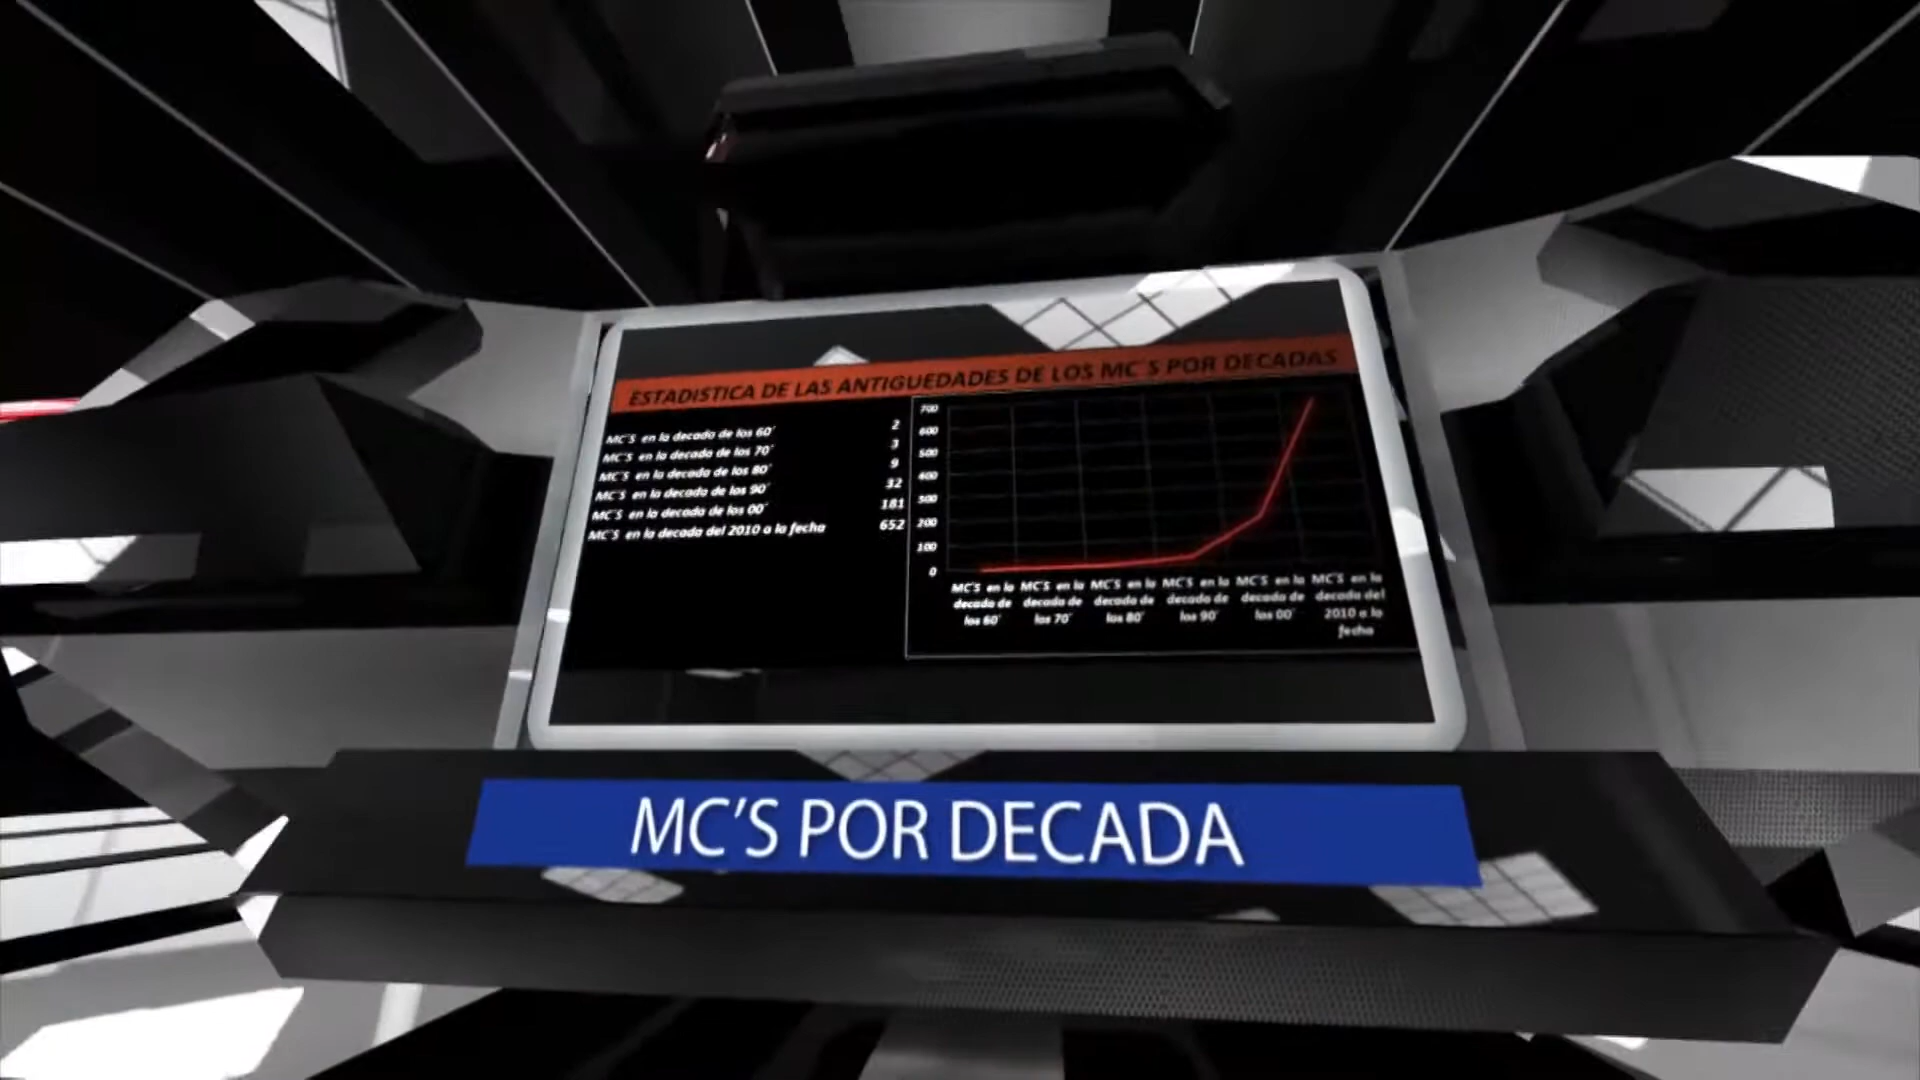 ESTADISTICA DE LAS ANTIGUEDADES DE LOS MC´S POR DECADAS
MC´S en la decada de los 60´ 2
MC´S en la decada de los 70´ 3
MC´S en la decada de los 80´ 9
MC´S en la decada de los 90´ 32
MC´S en la decada de los 00´ 181
MC´S en la decada del 2010 a la fecha 652
700
600
500
400
300
200
100
0
MC´S en la decada de los 60´
MC´S en la decada de los 70´
MC´S en la decada de los 80´
MC´S en la decada de los 90´
MC´S en la decada de los 00´
MC´S en la decada del 2010 a la fecha
MC’S POR DECADA